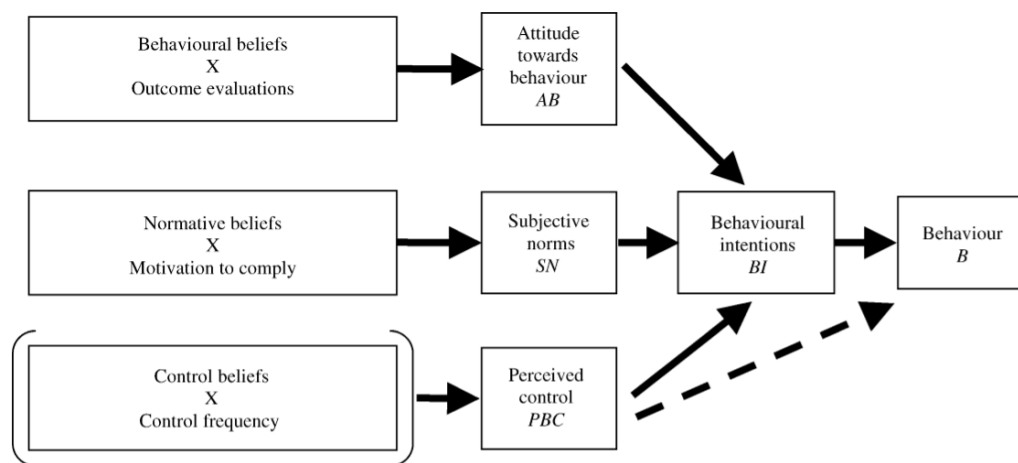 Behavioural beliefs
X
Outcome evaluations
Attitude
towards
behaviour
AB
Normative beliefs
X
Motivation to comply
Subjective
norms
SN
Behavioural
intentions
BI
Behaviour
B
Control beliefs
X
Control frequency
Perceived
control
PBC